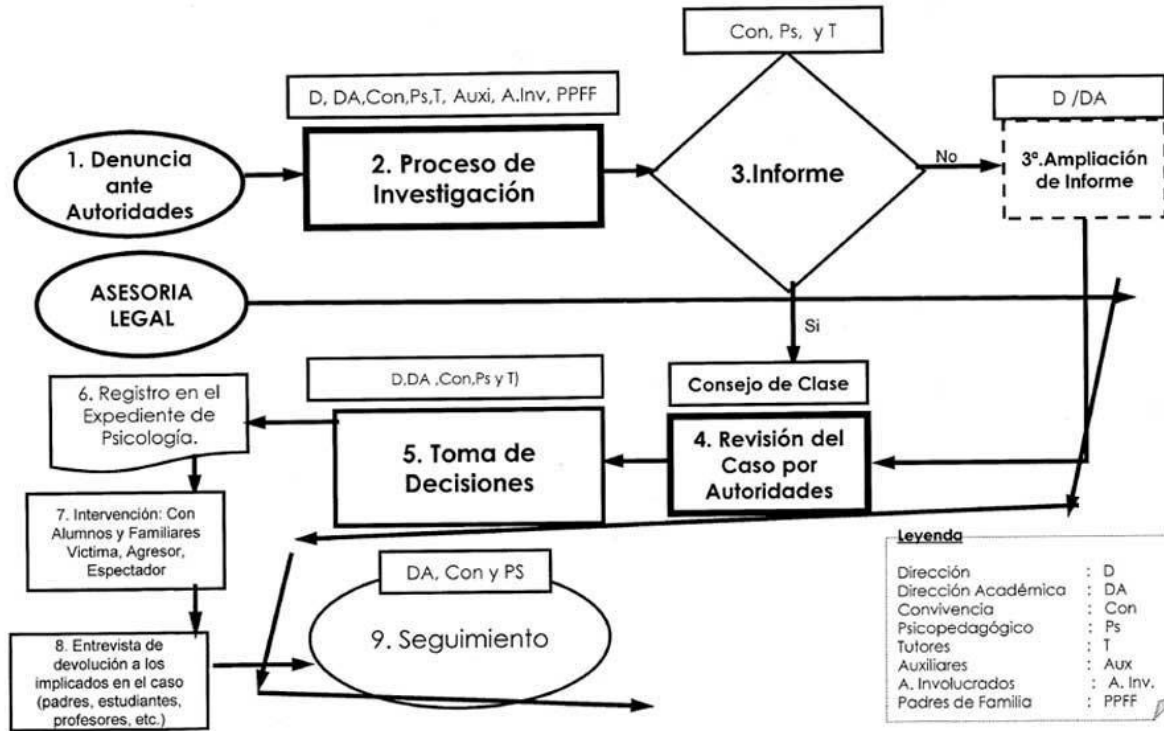 Con, Ps, y T
D, DA,Con,Ps,T, Auxi, A.Inv, PPFF
D /DA
1. Denuncia
ante
Autoridades
2. Proceso de
Investigación
3.Informe
No
3ª.Ampliación
de Informe
ASESORIA
LEGAL
Si
D,DA ,Con,Ps y T)
Consejo de Clase
6. Registro en el
Expediente de
Psicología.
5. Toma de
Decisiones
4. Revisión del
Caso por
Autoridades
7. Intervención: Con
Alumnos y Familiares
Victima, Agresor,
Espectador
DA, Con y PS
9. Seguimiento
8. Entrevista de
devolución a los
implicados en el caso
(padres, estudiantes,
profesores, etc.)
Leyenda
Dirección : D
Dirección Académica : DA
Convivencia : Con
Psicopedagógico : Ps
Tutores : T
Auxiliares : Aux
A. Involucrados : A. Inv.
Padres de Familia : PPFF